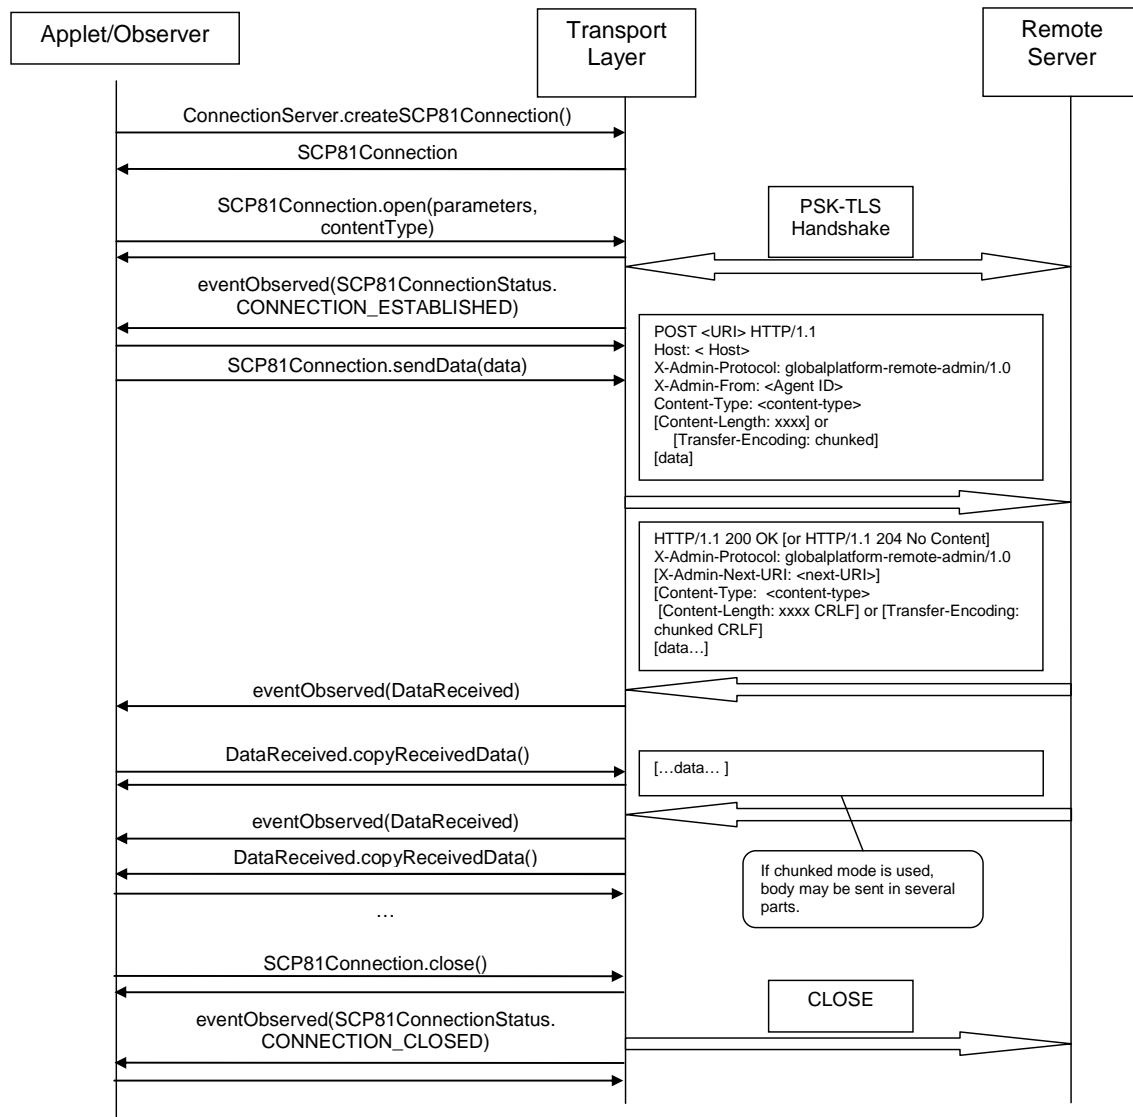 Applet/Observer
Transport
Layer
Remote
Server
ConnectionServer.createSCP81Connection()
SCP81Connection
SCP81Connection.open(parameters,
contentType)
PSK-TLS
Handshake
eventObserved(SCP81ConnectionStatus.
CONNECTION_ESTABLISHED)
SCP81Connection.sendData(data)
POST <URI> HTTP/1.1
Host: < Host>
X-Admin-Protocol: globalplatform-remote-admin/1.0
X-Admin-From: <Agent ID>
Content-Type: <content-type>
[Content-Length: xxxx] or
[Transfer-Encoding: chunked]
[data]
HTTP/1.1 200 OK [or HTTP/1.1 204 No Content]
X-Admin-Protocol: globalplatform-remote-admin/1.0
[X-Admin-Next-URI: <next-URI>]
[Content-Type:  <content-type>
[Content-Length: xxxx CRLF] or [Transfer-Encoding:
chunked CRLF]
[data…]
eventObserved(DataReceived)
DataReceived.copyReceivedData()
[…data… ]
eventObserved(DataReceived)
DataReceived.copyReceivedData()
If chunked mode is used,
body may be sent in several
parts.
…
SCP81Connection.close()
CLOSE
eventObserved(SCP81ConnectionStatus.
CONNECTION_CLOSED)